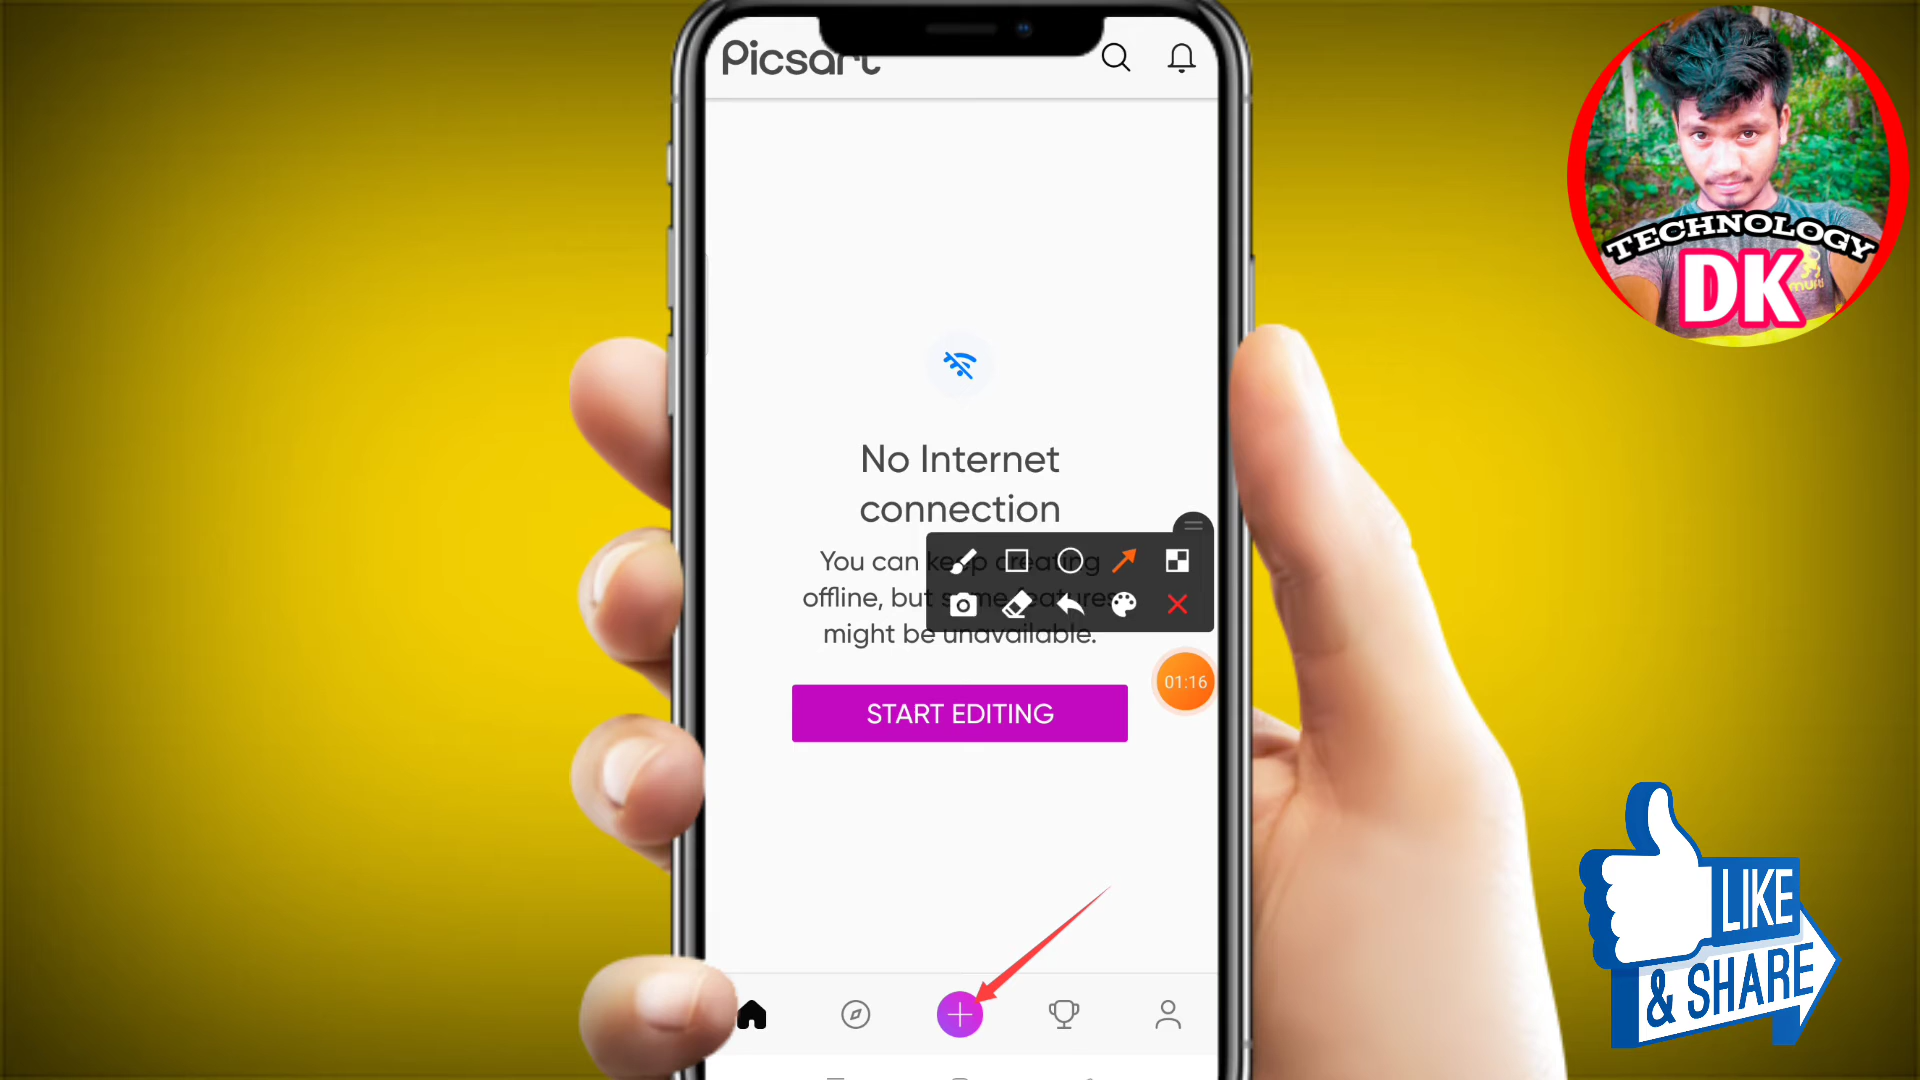 Picsart
No Internet
connection
You can keep creating
offline, but some features
might be unavailable.
01:16
START EDITING
TECHNOLOGY
DK
LIKE
& SHARE